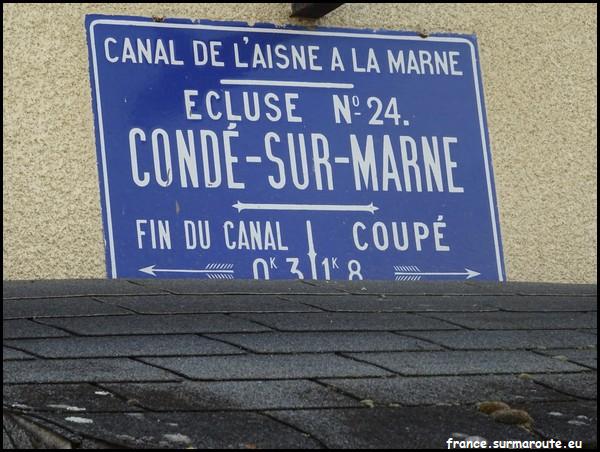 CANAL DE L'AISNE A LA MARNE
ECLUSE No 24.
CONDÉ-SUR-MARNE
FIN DU CANAL COUPÉ
0K 3 1K 8
france.surmaroute.eu